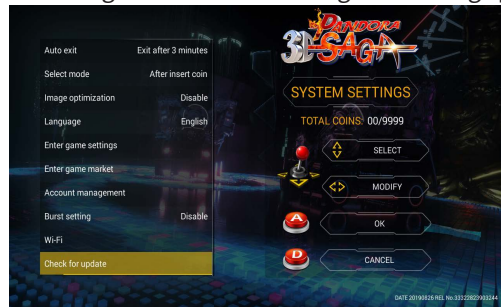 PANDORA
3D SAGA
Auto exit Exit after 3 minutes
Select mode After insert coin
Image optimization Disable
Language English
Enter game settings
Enter game market
Account management
Burst setting Disable
Wi-Fi
Check for update
SYSTEM SETTINGS
TOTAL COINS: 00/9999
SELECT
MODIFY
A OK
D CANCEL